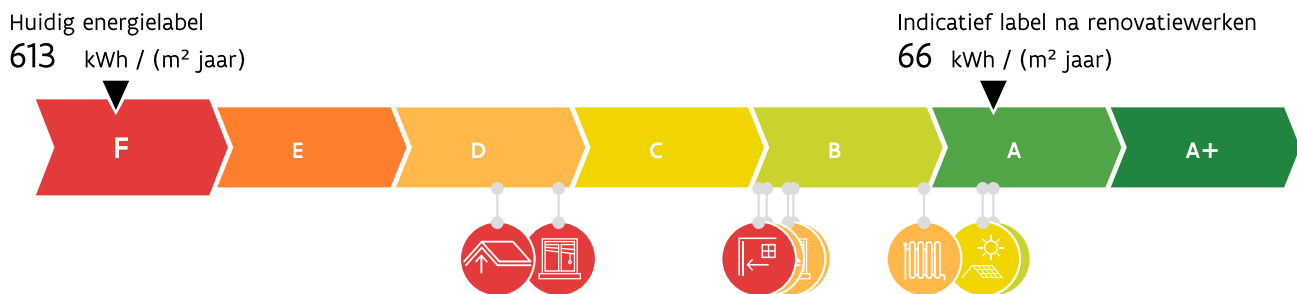 Huidig energielabel
613 kWh / (m² jaar)
Indicatief label na renovatiewerken
66 kWh / (m² jaar)
F E D C B A A+